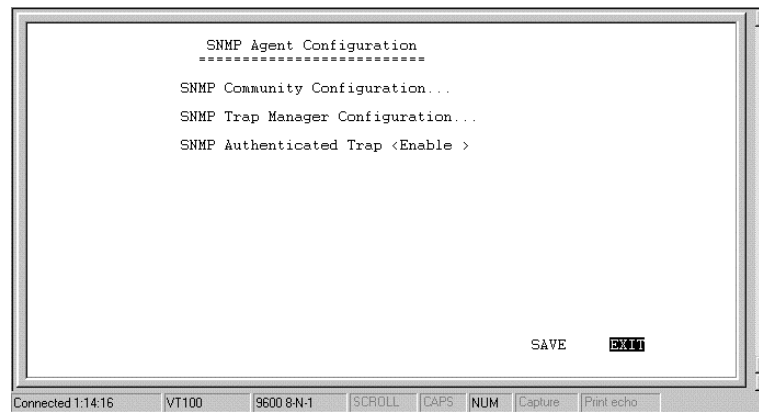 SNMP Agent Configuration
==========================
SNMP Community Configuration...
SNMP Trap Manager Configuration...
SNMP Authenticated Trap <Enable >
SAVE EXIT
Connected 1:14:16 VT100 9600 8-N-1 SCROLL CAPS NUM Capture Print echo